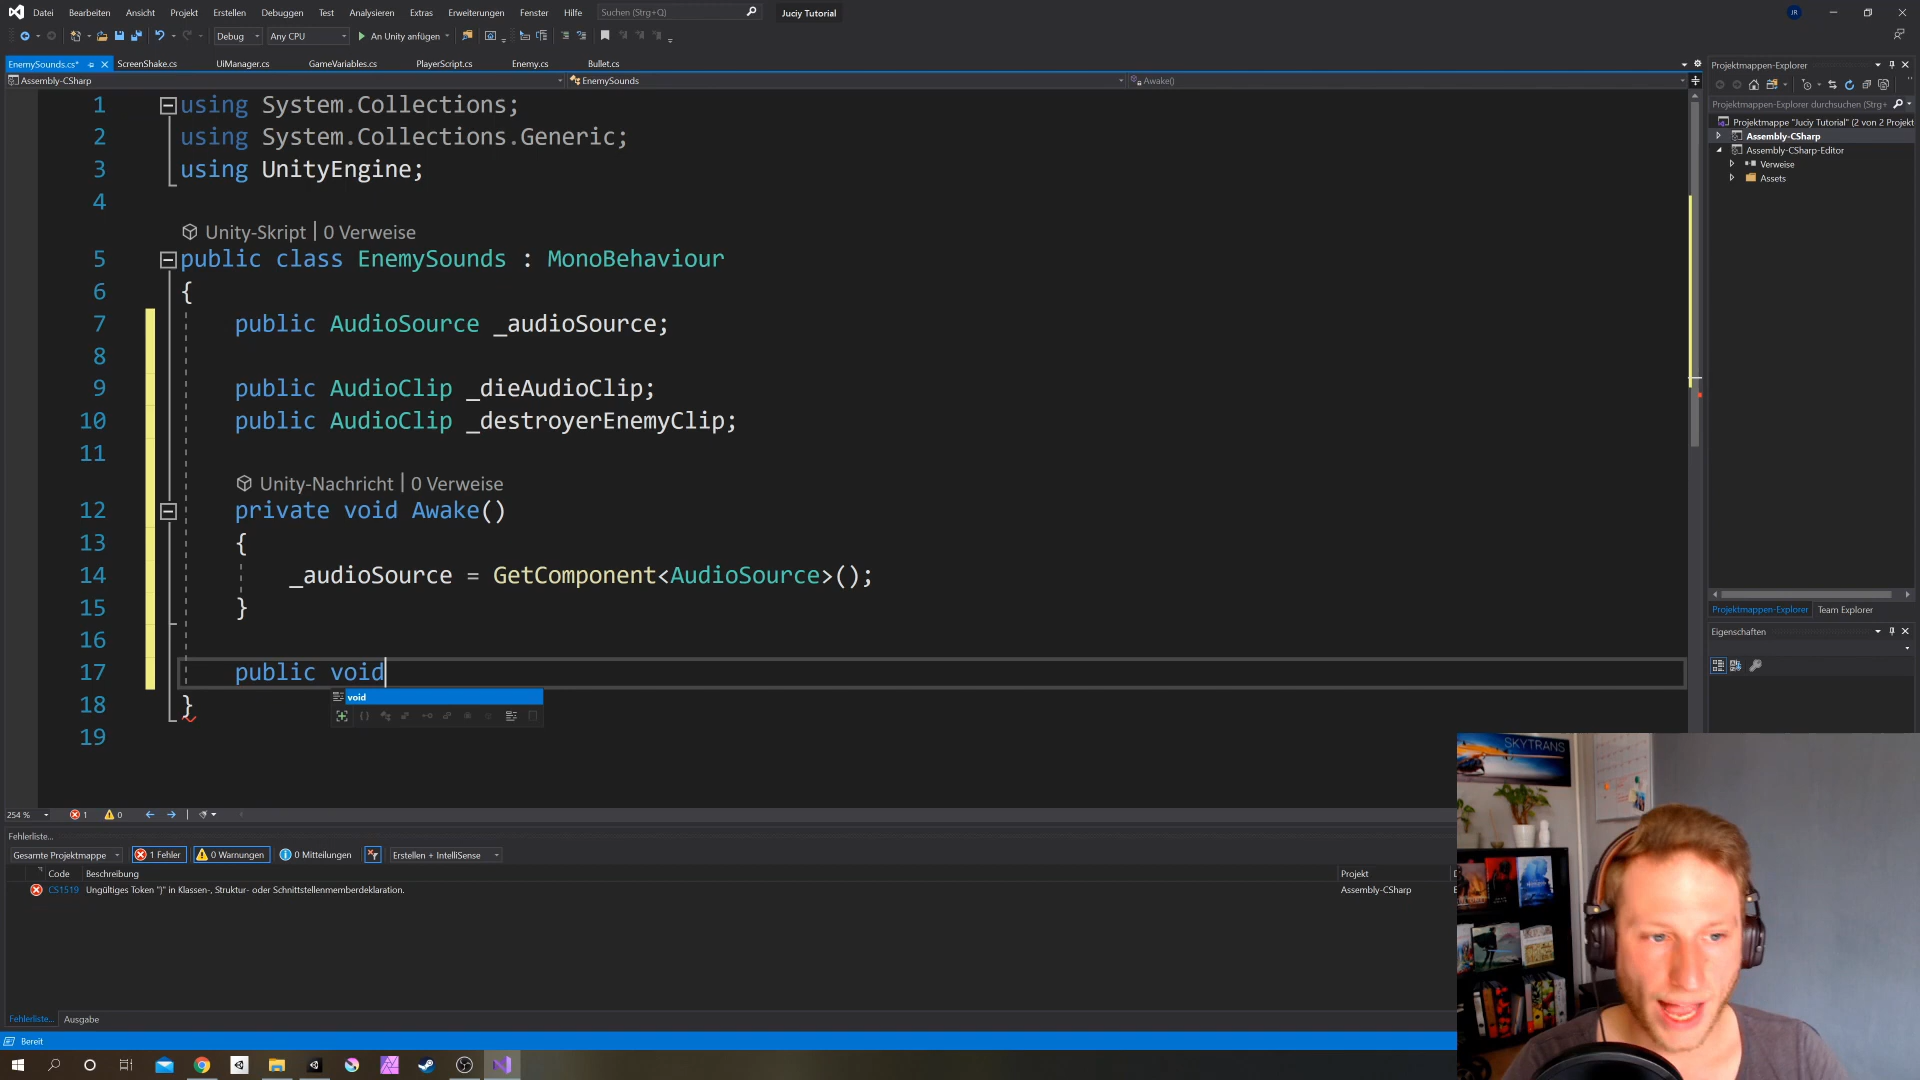 Datei Bearbeiten Ansicht Projekt Erstellen Debuggen Test Analysieren Extras Erweiterungen Fenster Hilfe Suchen (Strg+Q) Juciy Tutorial JR
Debug Any CPU An Unity anfügen
EnemySounds.cs* ScreenShake.cs UiManager.cs GameVariables.cs PlayerScript.cs Enemy.cs Bullet.cs
Assembly-CSharp EnemySounds Awake()
1 using System.Collections;
2 using System.Collections.Generic;
3 using UnityEngine;
4
Unity-Skript | 0 Verweise
5 public class EnemySounds : MonoBehaviour
6 {
7 public AudioSource _audioSource;
8
9 public AudioClip _dieAudioClip;
10 public AudioClip _destroyerEnemyClip;
11
Unity-Nachricht | 0 Verweise
12 private void Awake()
13 {
14 _audioSource = GetComponent<AudioSource>();
15 }
16
17 public void
void
18 }
19
254 % 1 0
Fehlerliste...
Gesamte Projektmappe 1 Fehler 0 Warnungen 0 Mitteilungen Erstellen + IntelliSense
Code Beschreibung Projekt D
CS1519 Ungültiges Token "}" in Klassen-, Struktur- oder Schnittstellenmemberdeklaration. Assembly-CSharp E
Fehlerliste... Ausgabe
Bereit
Projektmappen-Explorer
Projektmappen-Explorer durchsuchen (Strg+
Projektmappe "Juciy Tutorial" (2 von 2 Projekt
Assembly-CSharp
Assembly-CSharp-Editor
Verweise
Assets
Projektmappen-Explorer Team Explorer
Eigenschaften
SKYTRANS